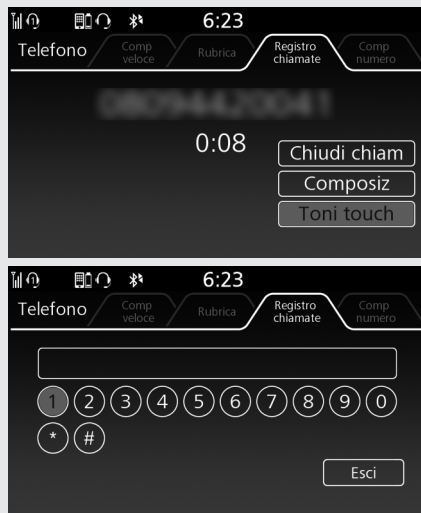 6:23
Telefono
Comp veloce
Rubrica
Registro chiamate
Comp numero
0:08
Chiudi chiam
Composiz
Toni touch
6:23
Telefono
Comp veloce
Rubrica
Registro chiamate
Comp numero
1 2 3 4 5 6 7 8 9 0
* #
Esci